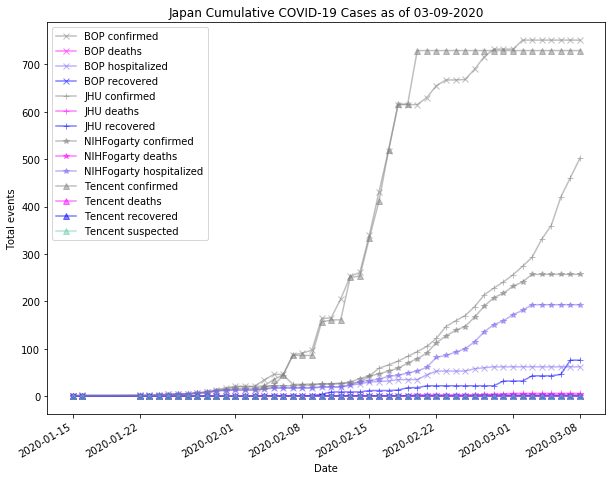 Japan Cumulative COVID-19 Cases as of 03-09-2020
BOP confirmed
BOP deaths
BOP hospitalized
BOP recovered
JHU confirmed
JHU deaths
JHU recovered
NIHFogarty confirmed
NIHFogarty deaths
NIHFogarty hospitalized
Tencent confirmed
Tencent deaths
Tencent recovered
Tencent suspected
Total events
700
600
500
400
300
200
100
0
2020-01-15
2020-01-22
2020-02-01
2020-02-08
2020-02-15
2020-02-22
2020-03-01
2020-03-08
Date